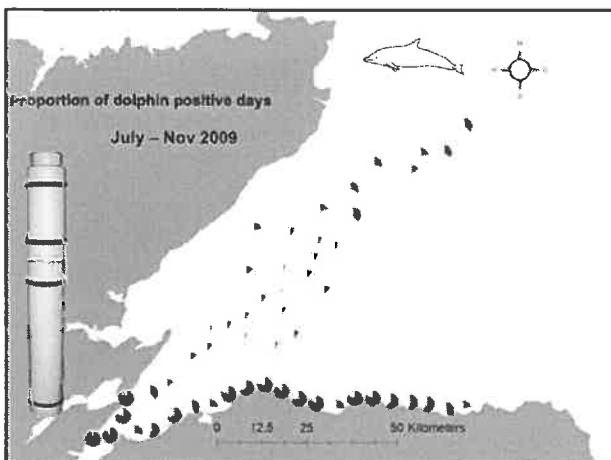 Proportion of dolphin positive days
July – Nov 2009
0 12.5 25 50 Kilometers